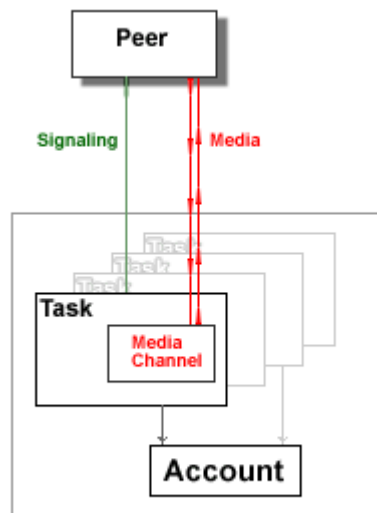 Peer
Signaling
Media
Task
Task
Task
Task
Media
Channel
Account